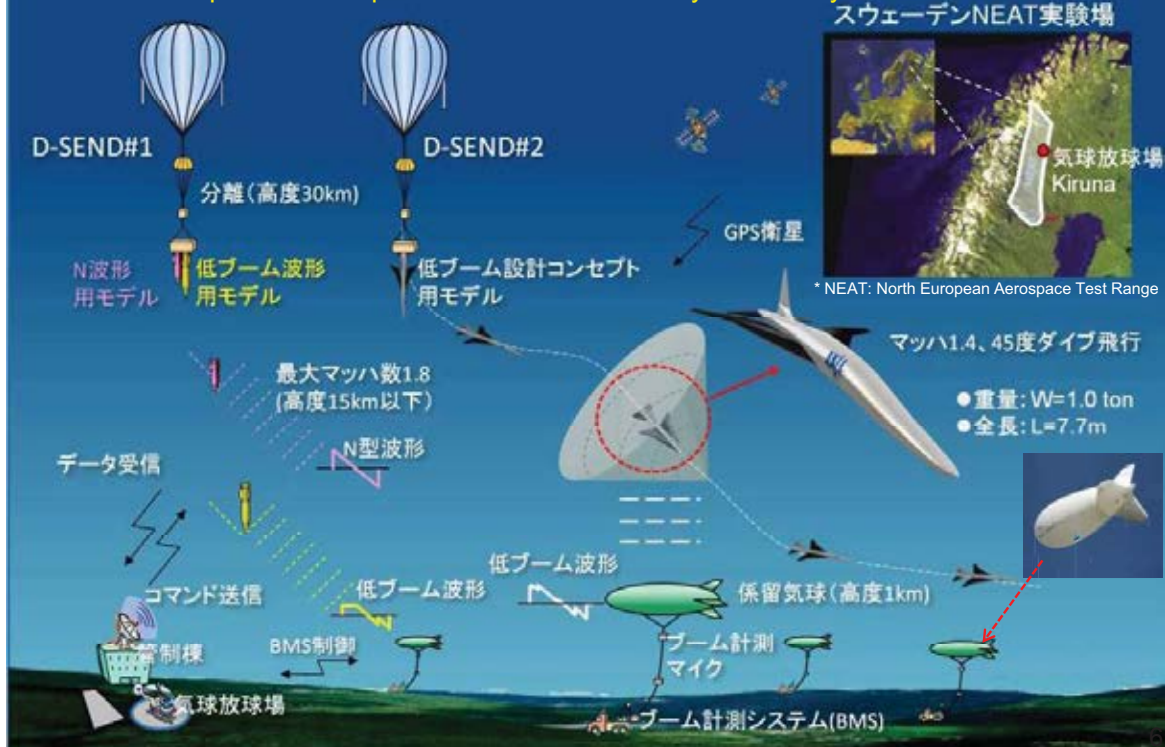 スウェーデンNEAT実験場
D-SEND#1
D-SEND#2
分離(高度30km)
気球放球場
Kiruna
GPS衛星
N波形
用モデル
低ブーム波形
用モデル
低ブーム設計コンセプト
用モデル
* NEAT: North European Aerospace Test Range
マッハ1.4、45度ダイブ飛行
●重量: W=1.0 ton
●全長: L=7.7m
最大マッハ数1.8
(高度15km以下)
N型波形
データ受信
コマンド送信
低ブーム波形
低ブーム波形
係留気球(高度1km)
管制棟
BMS制御
ブーム計測
マイク
気球放球場
ブーム計測システム(BMS)